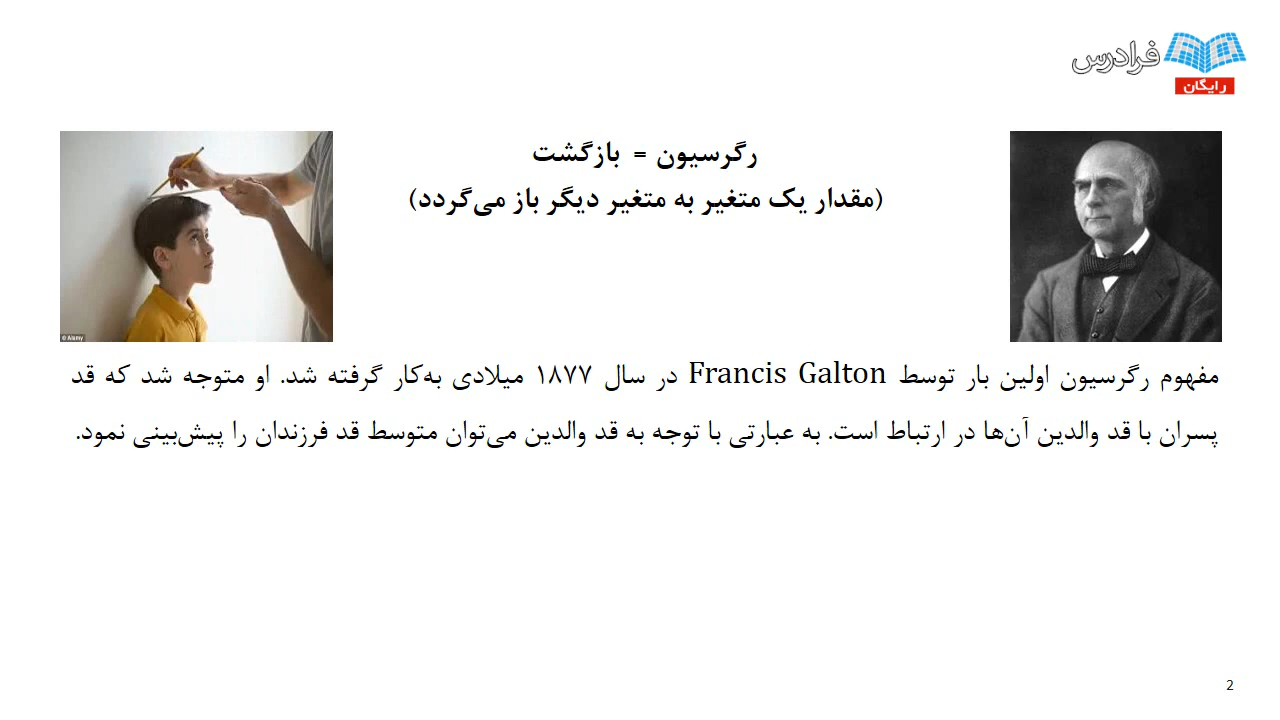 فرادرس
رایگان
رگرسیون = بازگشت
(مقدار یک متغیر به متغیر دیگر باز می‌گردد)
© Alamy
مفهوم رگرسیون اولین بار توسط Francis Galton در سال ۱۸۷۷ میلادی به‌کار گرفته شد. او متوجه شد که قد
پسران با قد والدین آن‌ها در ارتباط است. به عبارتی با توجه به قد والدین می‌توان متوسط قد فرزندان را پیش‌بینی نمود.
2